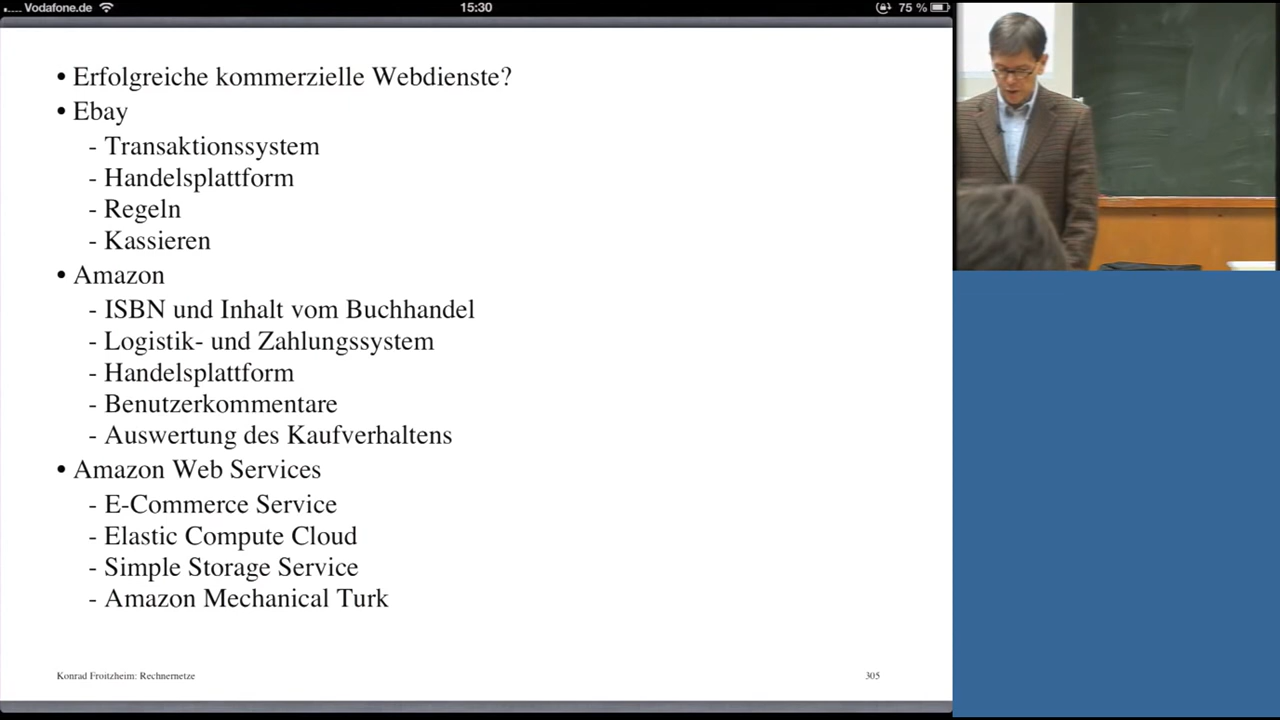 Vodafone.de 15:30 75 %
• Erfolgreiche kommerzielle Webdienste?
• Ebay
- Transaktionssystem
- Handelsplattform
- Regeln
- Kassieren
• Amazon
- ISBN und Inhalt vom Buchhandel
- Logistik- und Zahlungssystem
- Handelsplattform
- Benutzerkommentare
- Auswertung des Kaufverhaltens
• Amazon Web Services
- E-Commerce Service
- Elastic Compute Cloud
- Simple Storage Service
- Amazon Mechanical Turk
Konrad Froitzheim: Rechnernetze 305